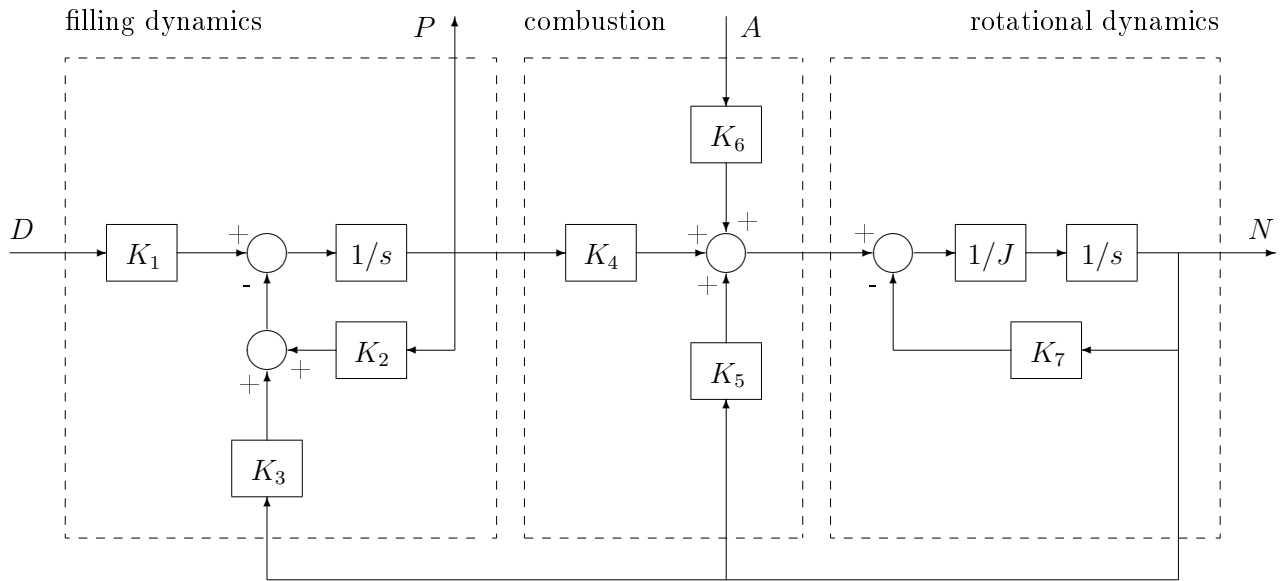 filling dynamics P combustion A rotational dynamics
K₆
D K₁ + 1/s K₄ + + + 1/J 1/s N
- + -
K₂ K₅ K₇
+ +
K₃